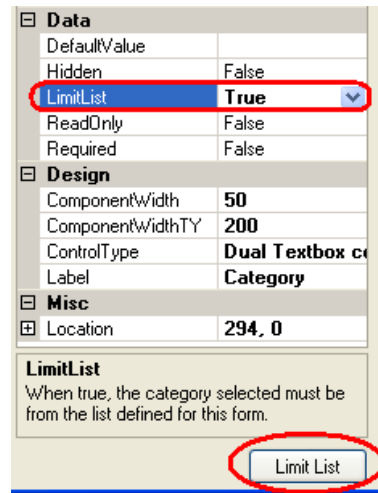 Data
DefaultValue
Hidden False
LimitList True
ReadOnly False
Required False
Design
ComponentWidth 50
ComponentWidthTY 200
ControlType Dual Textbox co
Label Category
Misc
Location 294, 0
LimitList
When true, the category selected must be
from the list defined for this form.
Limit List